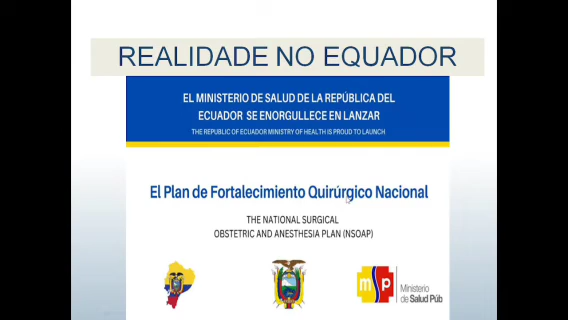 REALIDADE NO EQUADOR
EL MINISTERIO DE SALUD DE LA REPÚBLICA DEL
ECUADOR SE ENORGULLECE EN LANZAR
THE REPUBLIC OF ECUADOR MINISTRY OF HEALTH IS PROUD TO LAUNCH
El Plan de Fortalecimiento Quirúrgico Nacional
THE NATIONAL SURGICAL
OBSTETRIC AND ANESTHESIA PLAN (NSOAP)
msp
Ministerio
de Salud Púb